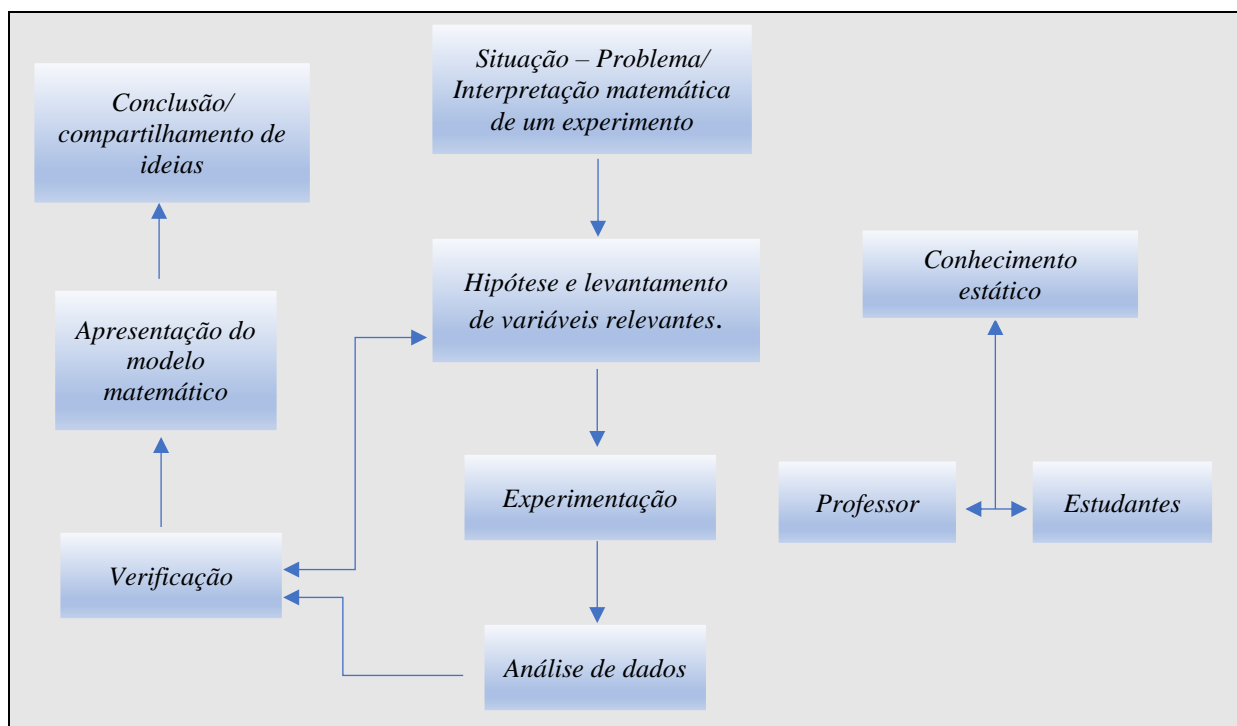 Situação – Problema/
Interpretação matemática
de um experimento
Conclusão/
compartilhamento de
ideias
Hipótese e levantamento
de variáveis relevantes.
Conhecimento
estático
Apresentação do
modelo
matemático
Experimentação
Professor
Estudantes
Verificação
Análise de dados